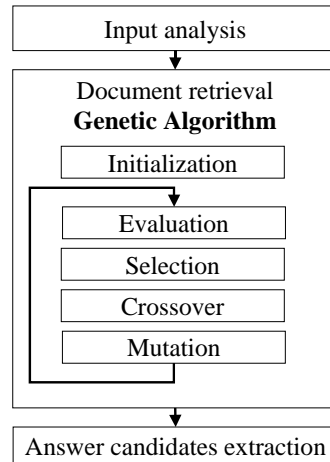 Input analysis
Document retrieval
Genetic Algorithm
Initialization
Evaluation
Selection
Crossover
Mutation
Answer candidates extraction